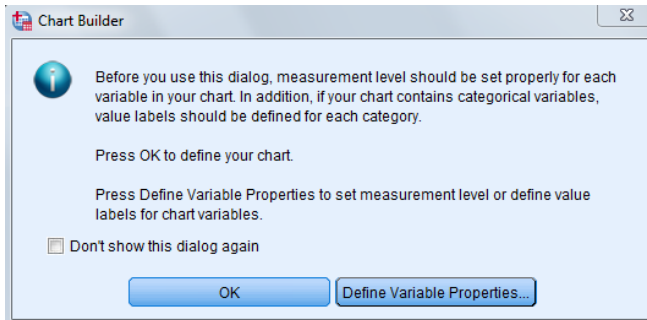 Chart Builder
Before you use this dialog, measurement level should be set properly for each
variable in your chart. In addition, if your chart contains categorical variables,
value labels should be defined for each category.
Press OK to define your chart.
Press Define Variable Properties to set measurement level or define value
labels for chart variables.
Don't show this dialog again
OK
Define Variable Properties...